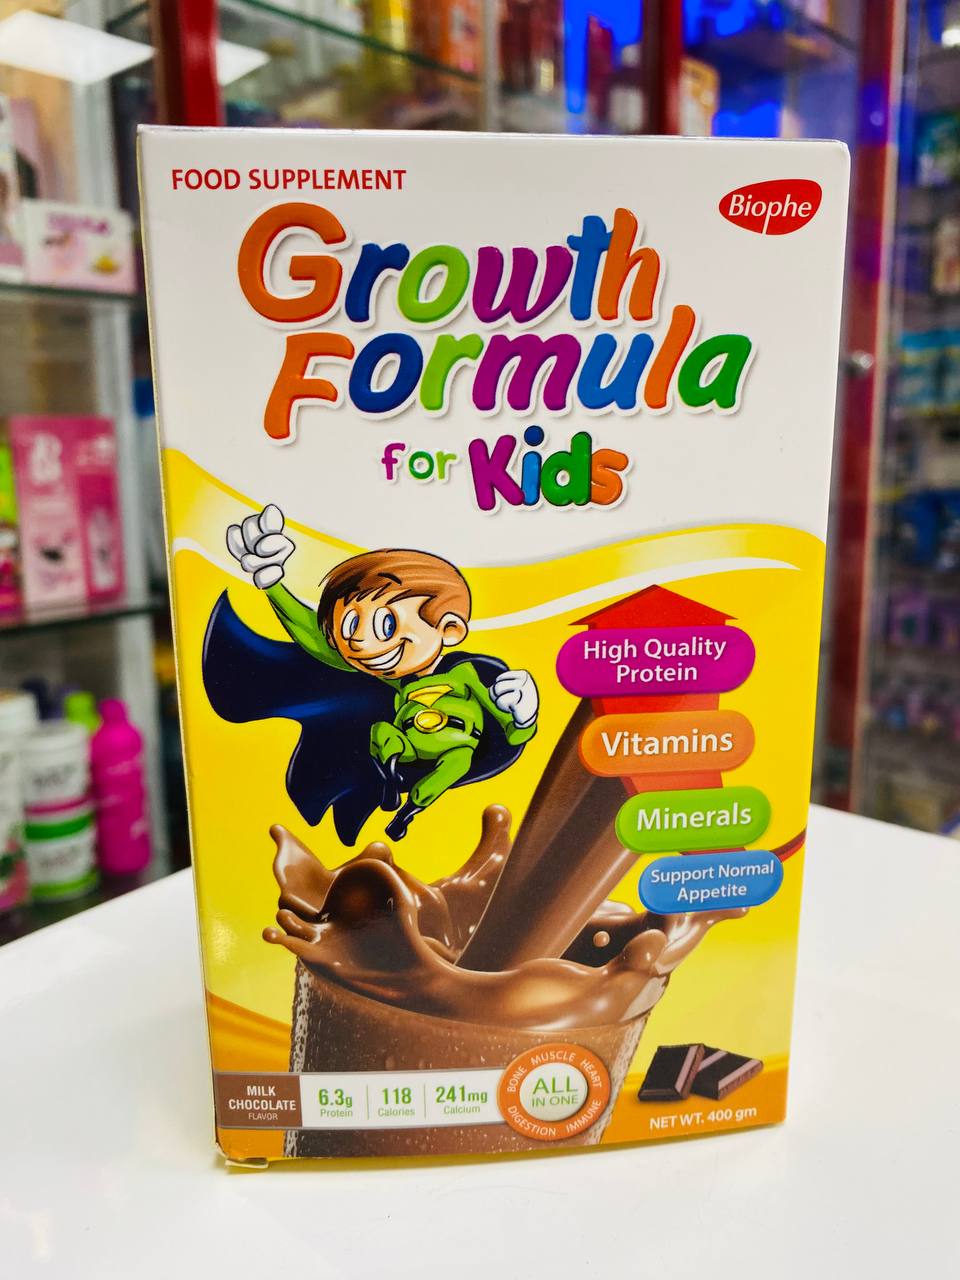 FOOD SUPPLEMENT
Biophe
Growth
Formula
for Kids
High Quality
Protein
Vitamins
Minerals
Support Normal
Appetite
MILK
CHOCOLATE
FLAVOR
6.3g
Protein
118
Calories
241mg
Calcium
BONE MUSCLE HEART
ALL
IN ONE
DIGESTION IMMUNE
NET WT. 400 gm